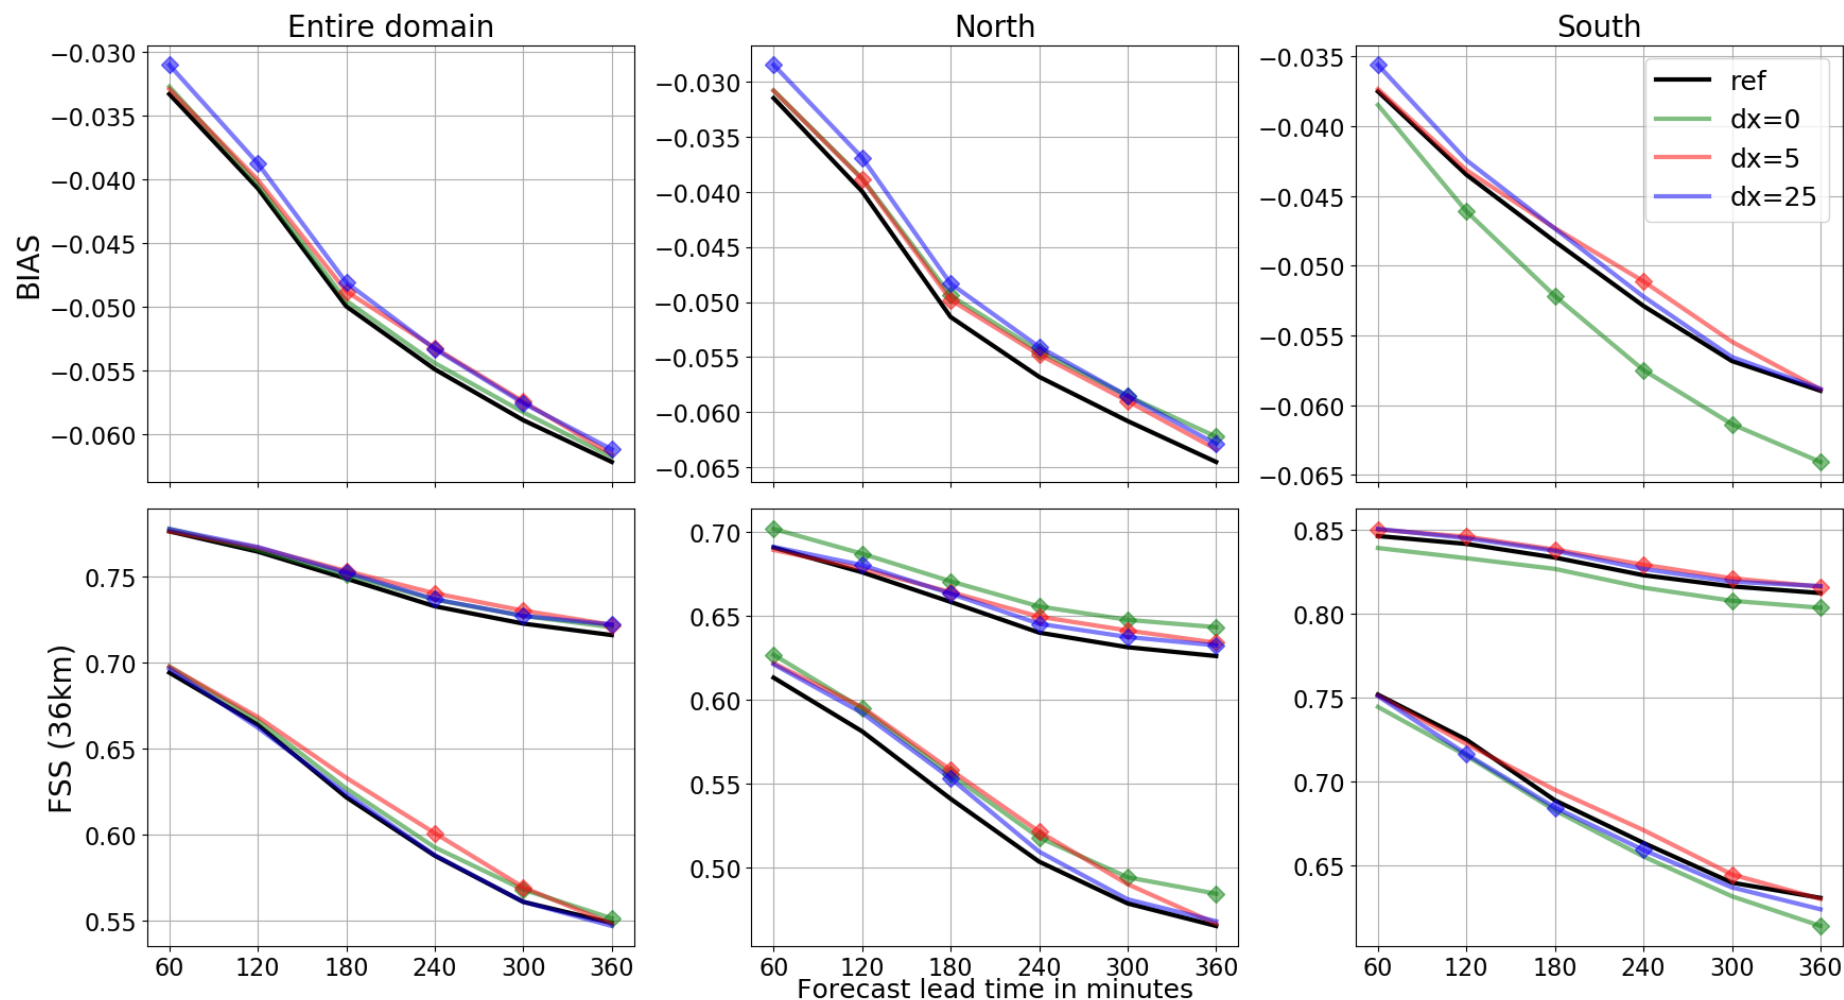 Entire domain
North
South
BIAS
−0.030
−0.035
−0.040
−0.045
−0.050
−0.055
−0.060
−0.030
−0.035
−0.040
−0.045
−0.050
−0.055
−0.060
−0.065
−0.035
−0.040
−0.045
−0.050
−0.055
−0.060
−0.065
ref
dx=0
dx=5
dx=25
FSS (36km)
0.75
0.70
0.65
0.60
0.55
0.70
0.65
0.60
0.55
0.50
0.85
0.80
0.75
0.70
0.65
60 120 180 240 300 360
60 120 180 240 300 360
60 120 180 240 300 360
Forecast lead time in minutes